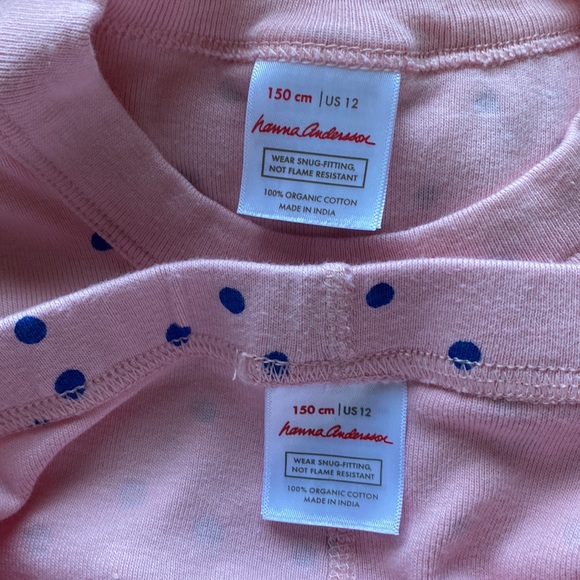 150 cm | US 12
hanna Andersson
WEAR SNUG-FITTING,
NOT FLAME RESISTANT
100% ORGANIC COTTON
MADE IN INDIA
150 cm | US 12
hanna Andersson
WEAR SNUG-FITTING,
NOT FLAME RESISTANT
100% ORGANIC COTTON
MADE IN INDIA